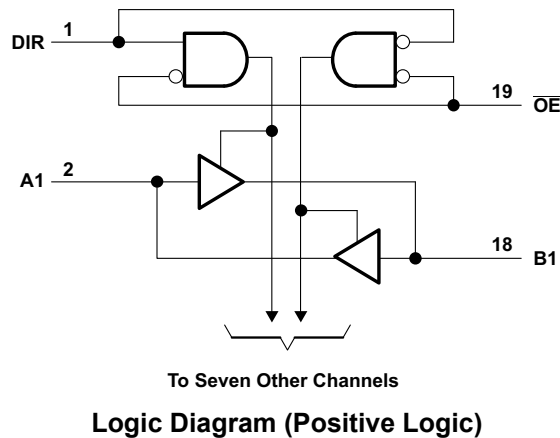 DIR 1
19 OE
A1 2
18 B1
To Seven Other Channels
Logic Diagram (Positive Logic)